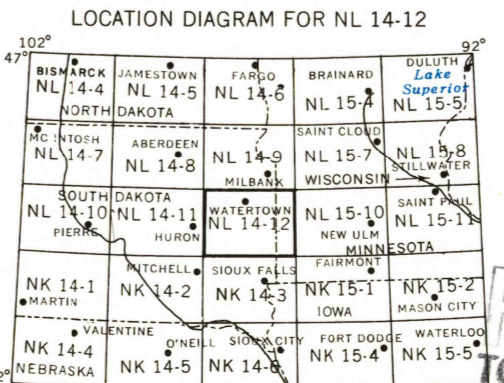 LOCATION DIAGRAM FOR NL 14-12
102°
47°
92°
BISMARCK
NL 14-4
JAMESTOWN
NL 14-5
FARGO
NL 14-6
BRAINARD
NL 15-4
DULUTH
Lake
Superior
NL 15-5
NORTH DAKOTA
MC INTOSH
NL 14-7
ABERDEEN
NL 14-8
NL 14-9
MILBANK
SAINT CLOUD
NL 15-7
NL 15-8
STILLWATER
WISCONSIN
SOUTH DAKOTA
NL 14-10
PIERRE
NL 14-11
HURON
WATERTOWN
NL 14-12
NL 15-10
NEW ULM
SAINT PAUL
NL 15-11
MINNESOTA
NK 14-1
MARTIN
MITCHELL
NK 14-2
SIOUX FALLS
NK 14-3
FAIRMONT
NK 15-1
IOWA
NK 15-2
MASON CITY
VALENTINE
NK 14-4
NEBRASKA
O'NEILL
NK 14-5
SIOUX CITY
NK 14-6
FORT DODGE
NK 15-4
WATERLOO
NK 15-5